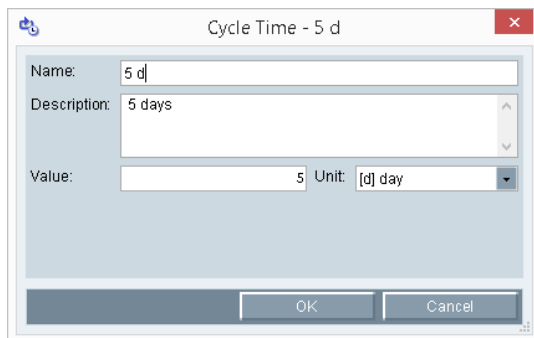 Cycle Time - 5 d
Name: 5 d
Description: 5 days
Value: 5 Unit: [d] day
OK Cancel